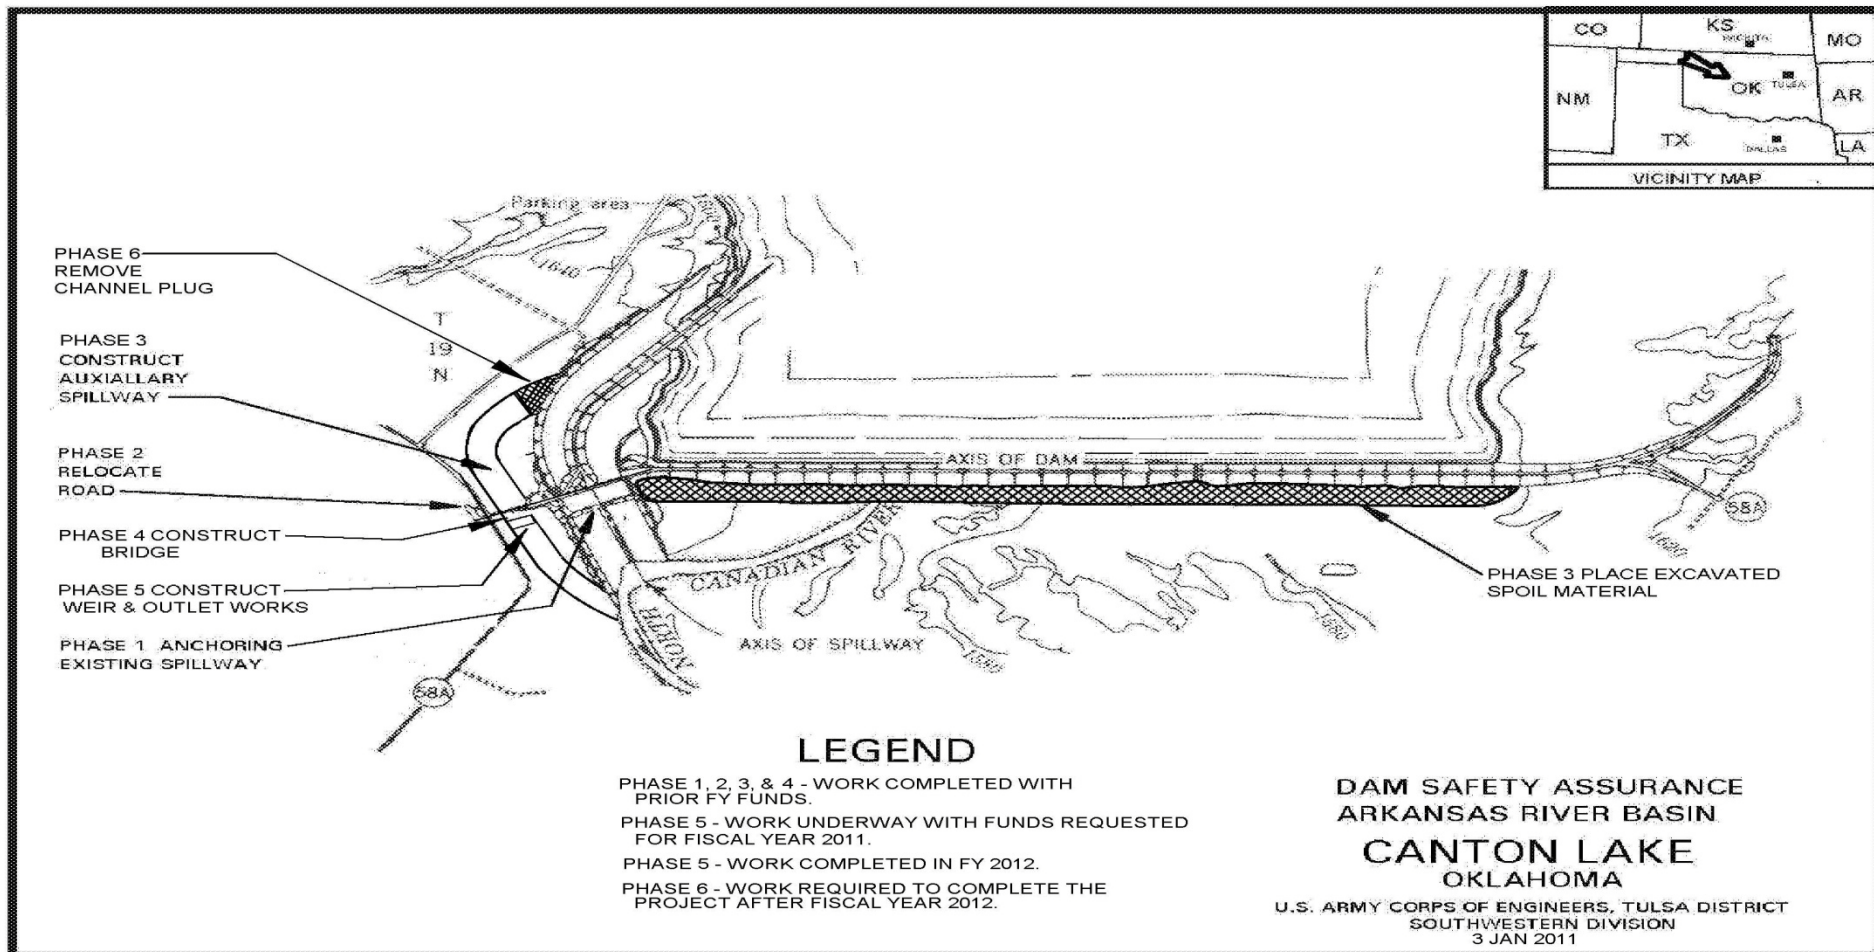 CO
KS
WICHITA
MO
NM
OK
TULSA
AR
TX
DALLAS
LA
VICINITY MAP
Parking area
1640
PHASE 6
REMOVE
CHANNEL PLUG
T
19
N
PHASE 3
CONSTRUCT
AUXIALLARY
SPILLWAY
PHASE 2
RELOCATE
ROAD
PHASE 4 CONSTRUCT
BRIDGE
PHASE 5 CONSTRUCT
WEIR & OUTLET WORKS
PHASE 1 ANCHORING
EXISTING SPILLWAY
AXIS OF DAM
58A
PHASE 3 PLACE EXCAVATED
SPOIL MATERIAL
NORTH
CANADIAN RIVER
AXIS OF SPILLWAY
58A
LEGEND
PHASE 1, 2, 3, & 4 - WORK COMPLETED WITH
PRIOR FY FUNDS.
PHASE 5 - WORK UNDERWAY WITH FUNDS REQUESTED
FOR FISCAL YEAR 2011.
PHASE 5 - WORK COMPLETED IN FY 2012.
PHASE 6 - WORK REQUIRED TO COMPLETE THE
PROJECT AFTER FISCAL YEAR 2012.
DAM SAFETY ASSURANCE
ARKANSAS RIVER BASIN
CANTON LAKE
OKLAHOMA
U.S. ARMY CORPS OF ENGINEERS, TULSA DISTRICT
SOUTHWESTERN DIVISION
3 JAN 2011